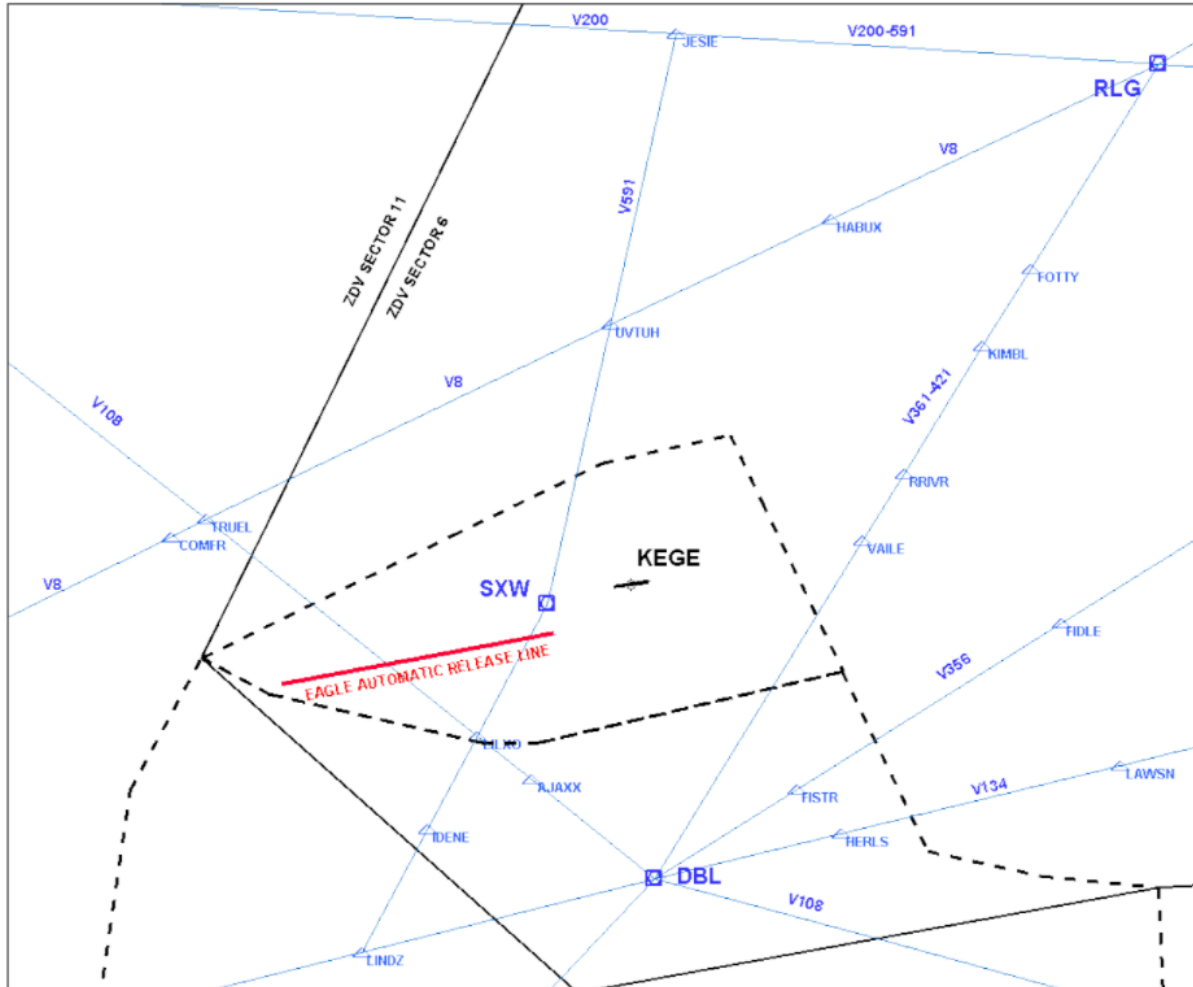 V200
JESIE
V200-591
RLG
V8
V591
HABUX
ZDV SECTOR 11
ZDV SECTOR 6
FOTTY
UVTUH
KIMBL
V8
V108
V361-421
RRIVR
TRUEL
COMFR
VAILE
V8
KEGE
SXW
FIDLE
EAGLE AUTOMATIC RELEASE LINE
V356
LILKO
LAWSN
AJAXX
FISTR
V134
IDENE
HERLS
DBL
V108
LINDZ